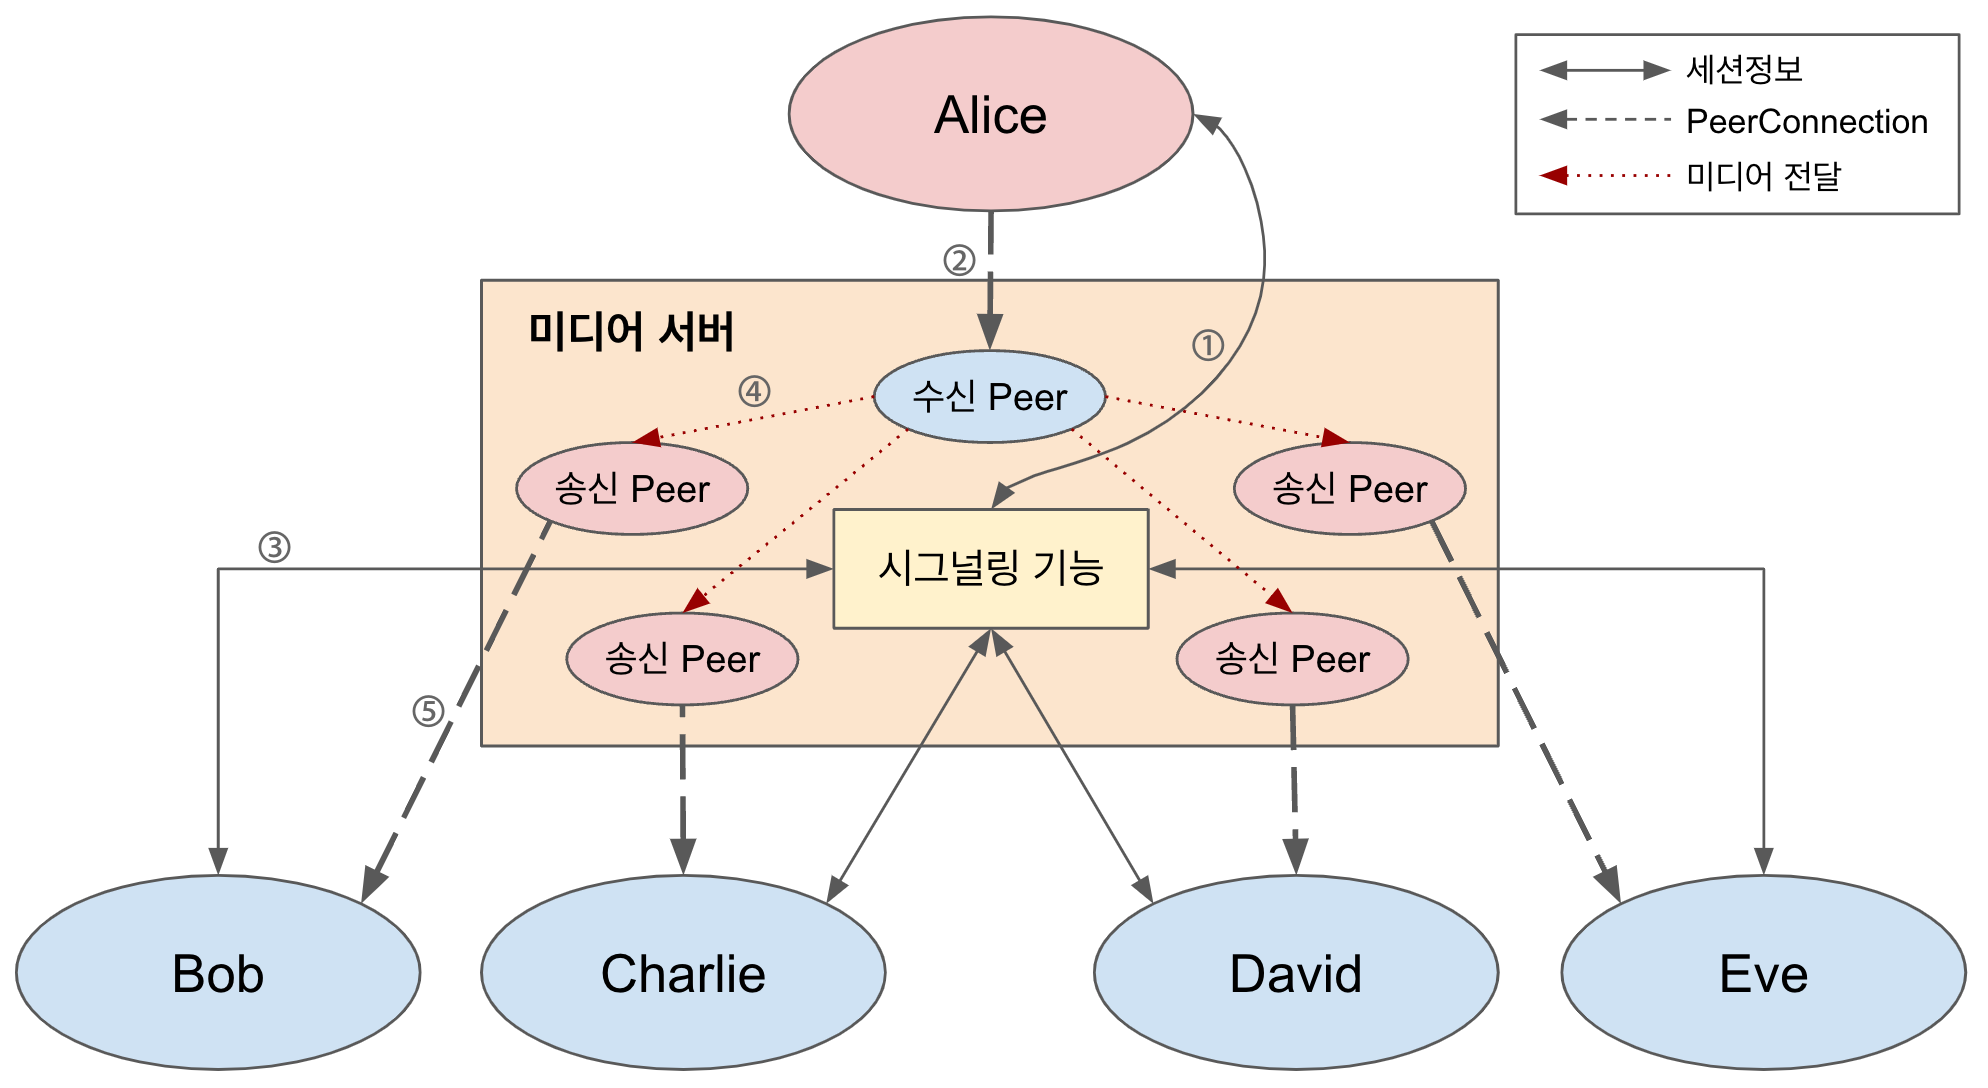 Alice
세션정보
PeerConnection
미디어 전달
②
미디어 서버
①
④
수신 Peer
송신 Peer
송신 Peer
③
시그널링 기능
송신 Peer
송신 Peer
⑤
Bob
Charlie
David
Eve